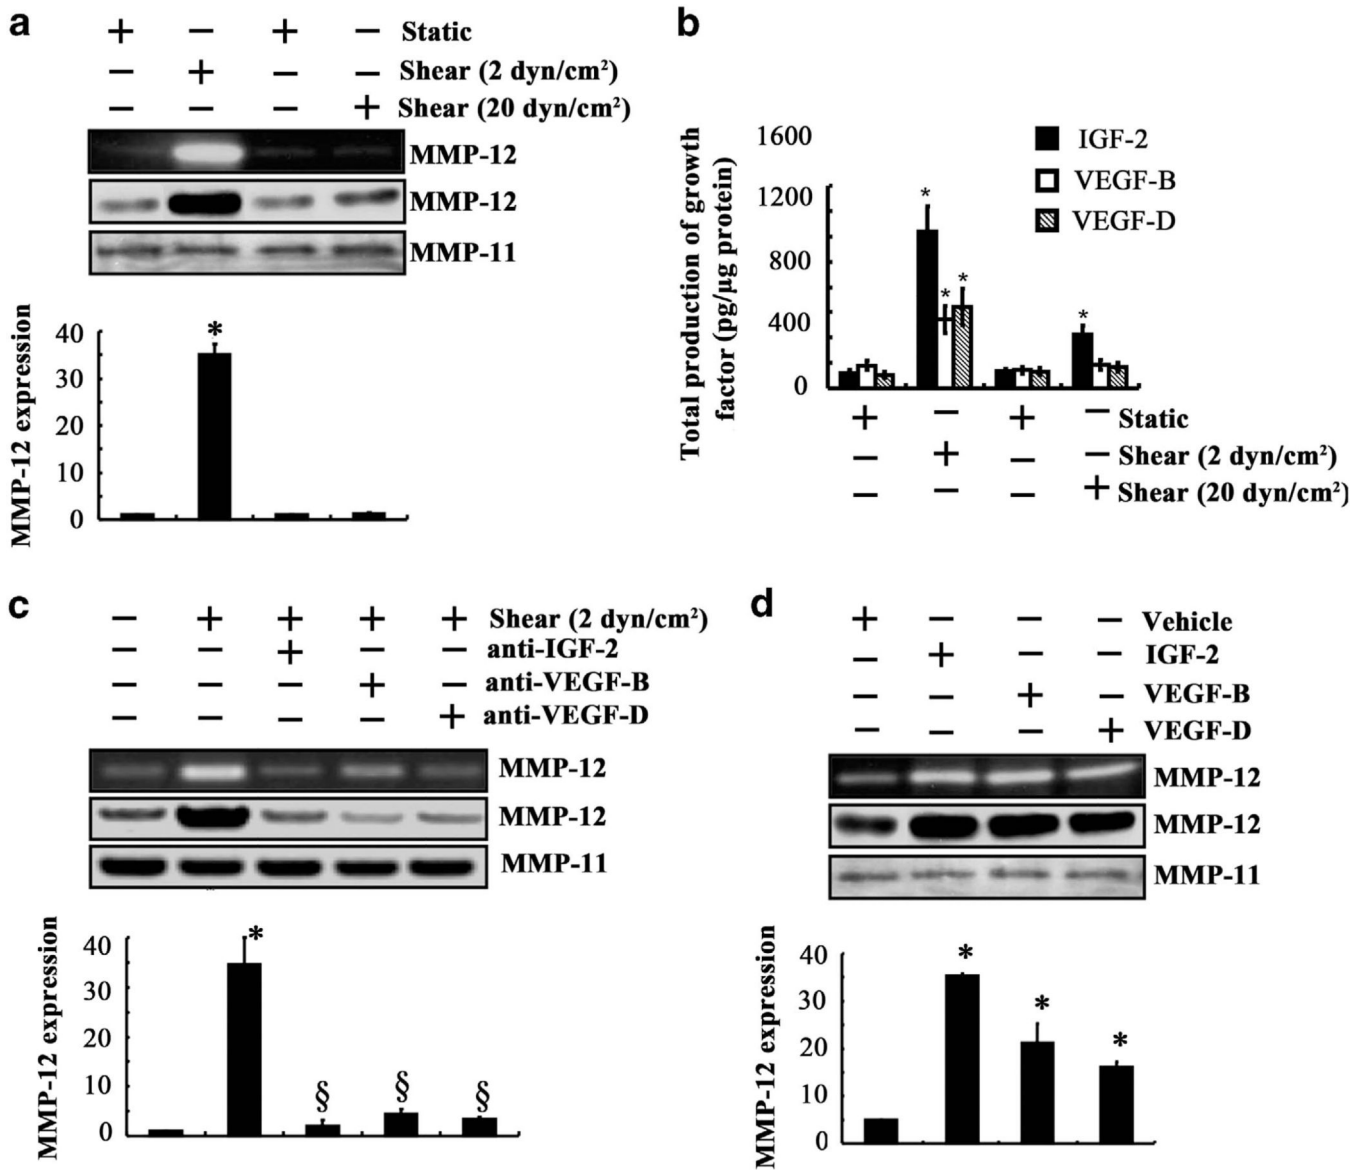 a
+ − + − Static
− + − − Shear (2 dyn/cm²)
− − − + Shear (20 dyn/cm²)
MMP-12
MMP-12
MMP-11
MMP-12 expression
40
30
20
10
0
*
b
Total production of growth
factor (pg/µg protein)
1600
1200
800
400
0
IGF-2
VEGF-B
VEGF-D
* * * *
+ − + − Static
− + − − Shear (2 dyn/cm²)
− − − + Shear (20 dyn/cm²)
c
− + + + + Shear (2 dyn/cm²)
− − + − − anti-IGF-2
− − − + − anti-VEGF-B
− − − − + anti-VEGF-D
MMP-12
MMP-12
MMP-11
MMP-12 expression
40
30
20
10
0
* § § §
d
+ − − − Vehicle
− + − − IGF-2
− − + − VEGF-B
− − − + VEGF-D
MMP-12
MMP-12
MMP-11
MMP-12 expression
40
30
20
10
0
* * *